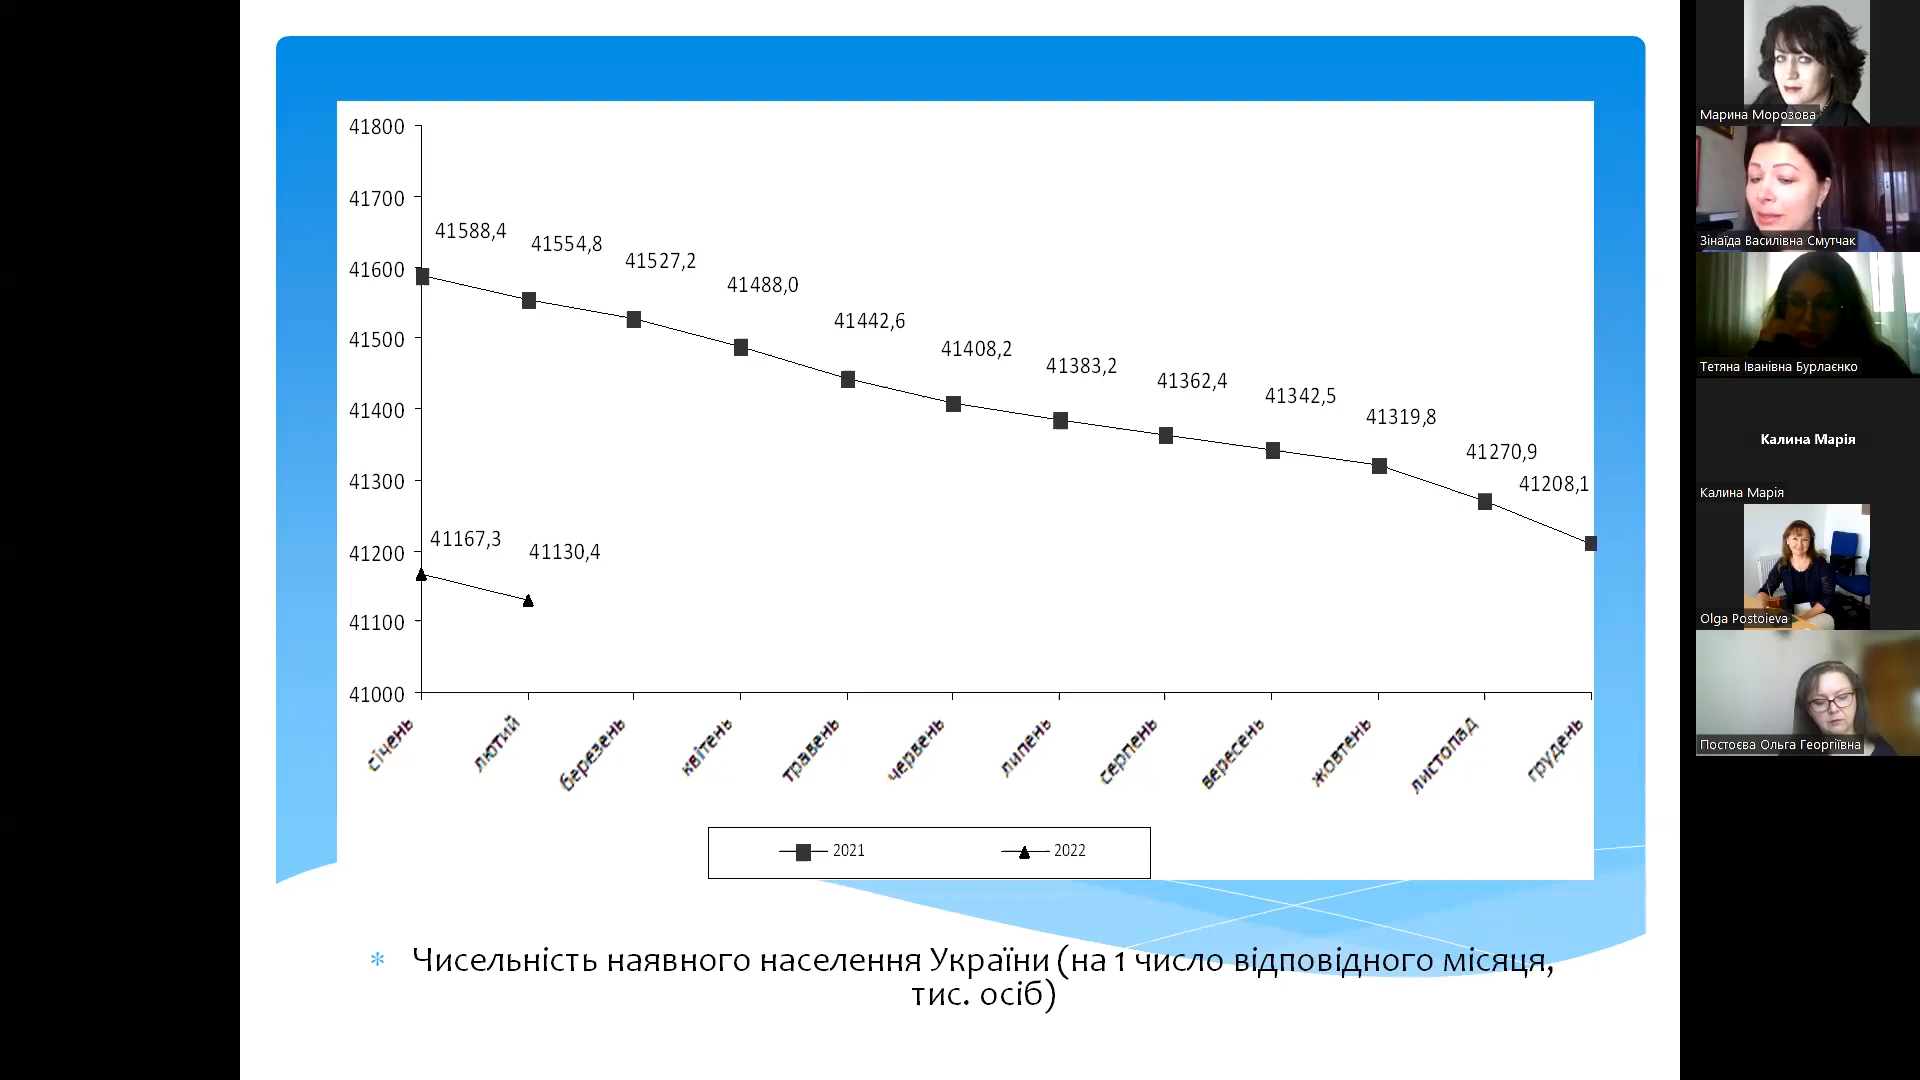 41800
41700
41600
41500
41400
41300
41200
41100
41000
41588,4
41554,8
41527,2
41488,0
41442,6
41408,2
41383,2
41362,4
41342,5
41319,8
41270,9
41208,1
41167,3
41130,4
січень
лютий
березень
квітень
травень
червень
липень
серпень
вересень
жовтень
листопад
грудень
2021
2022
* Чисельність наявного населення України (на 1 число відповідного місяця,
тис. осіб)
Марина Морозова
Зінаїда Василівна Смутчак
Тетяна Іванівна Бурлаєнко
Калина Марія
Калина Марія
Olga Postoieva
Постоєва Ольга Георгіївна